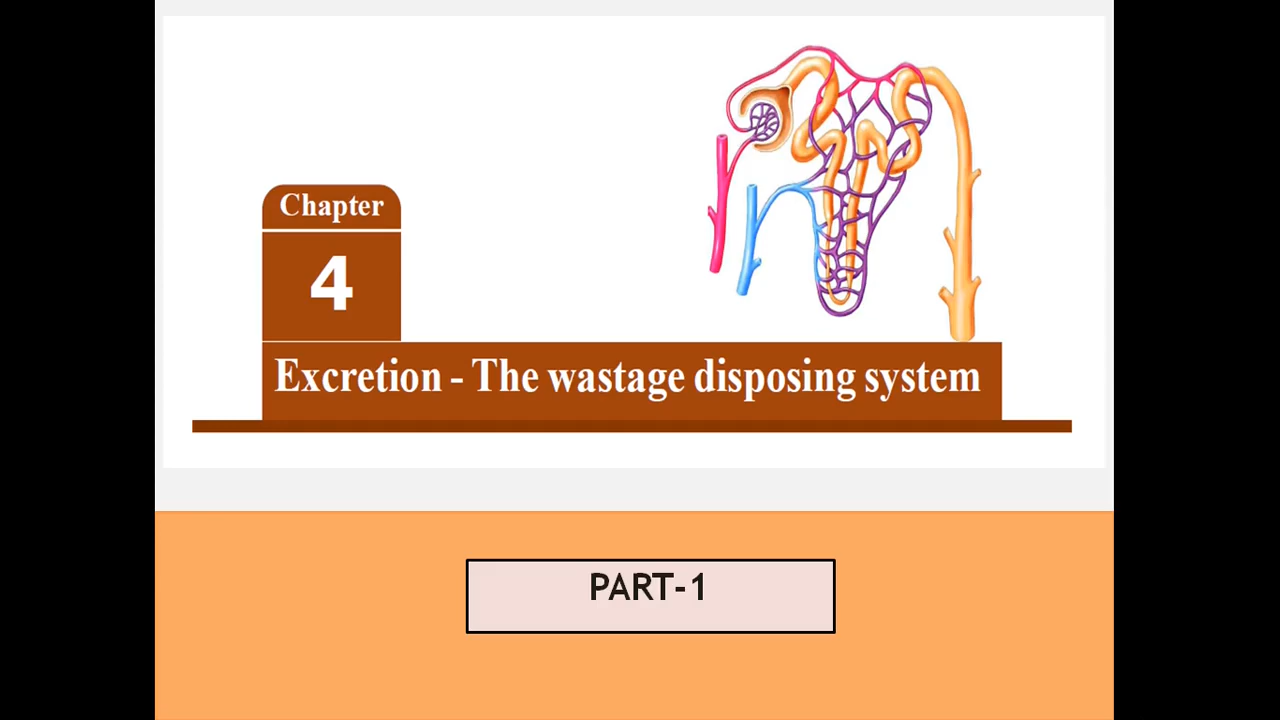 Chapter
4
Excretion - The wastage disposing system
PART-1